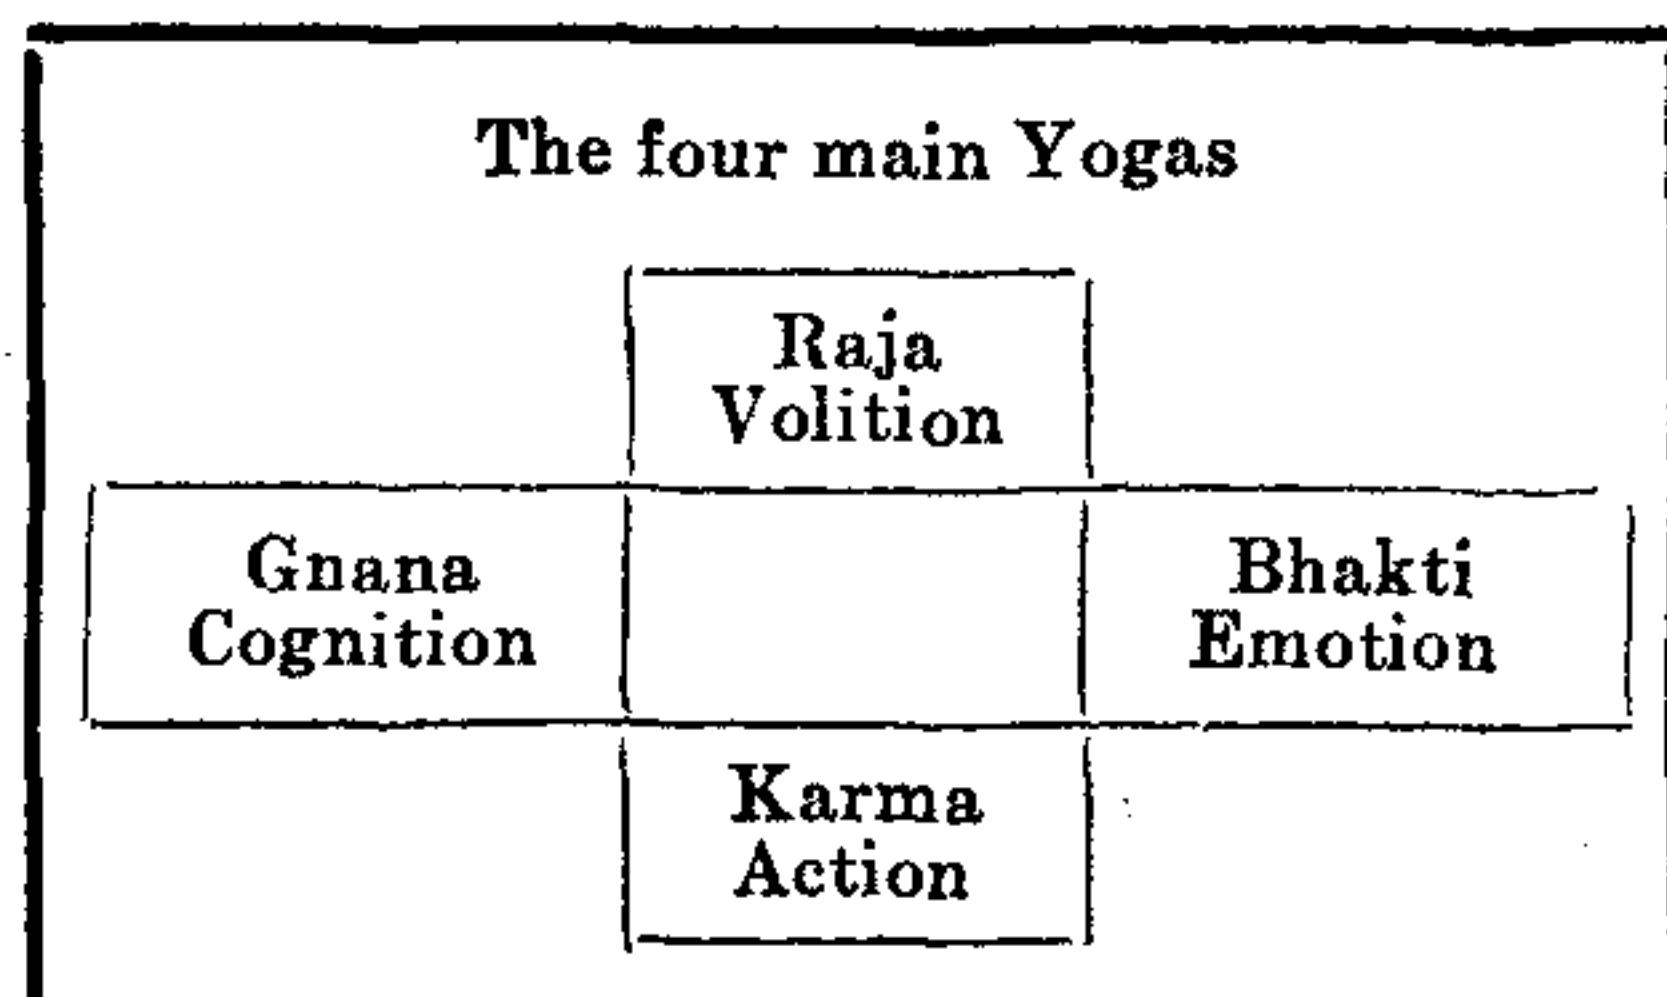 The four main Yogas
Raja
Volition
Gnana
Cognition
Bhakti
Emotion
Karma
Action